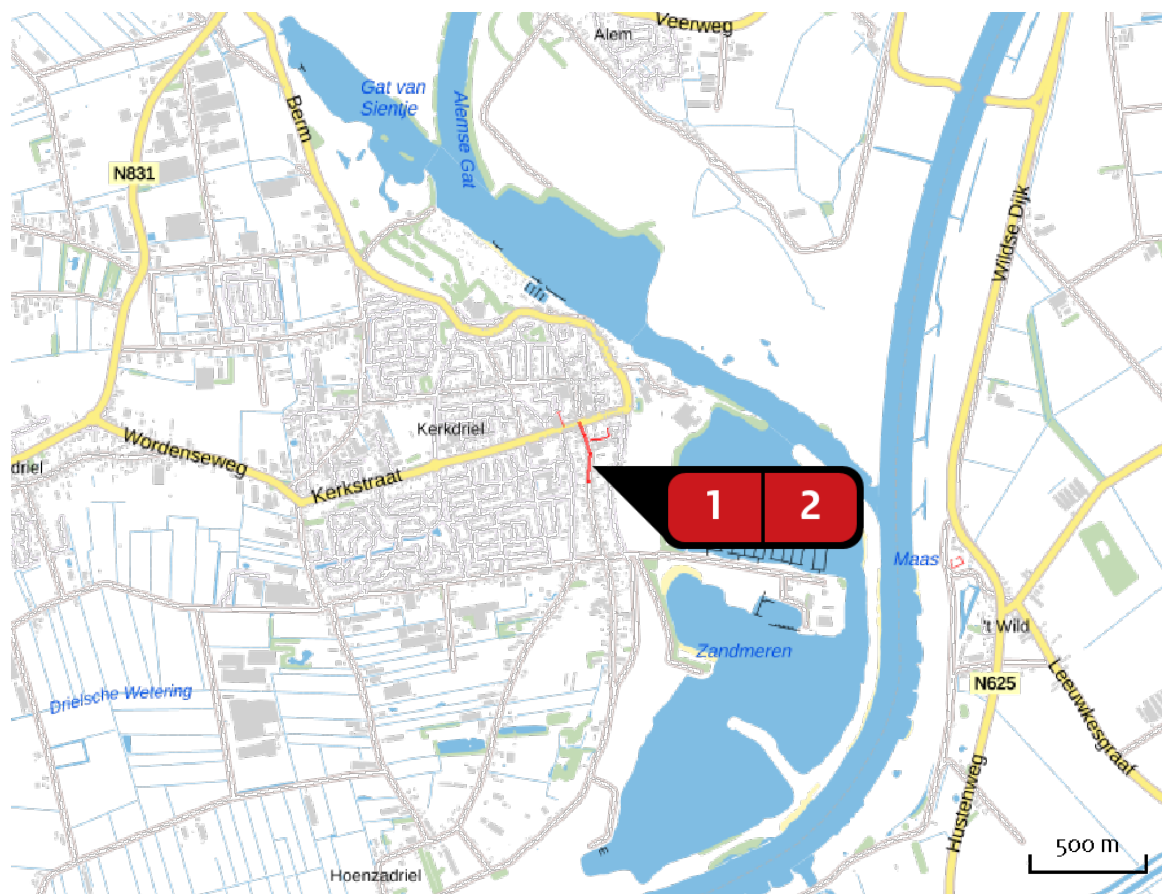 Veerweg
Alem
Gat van
Sientje
Alemse Gat
Berm
N831
Wildse Dijk
Kerkdriel
Wordenseweg
driel
Kerkstraat
1
2
Maas
't Wild
Zandmeren
N625
Leeuwkesgraaf
Drielsche Wetering
Hustenweg
500 m
Hoenzadriel